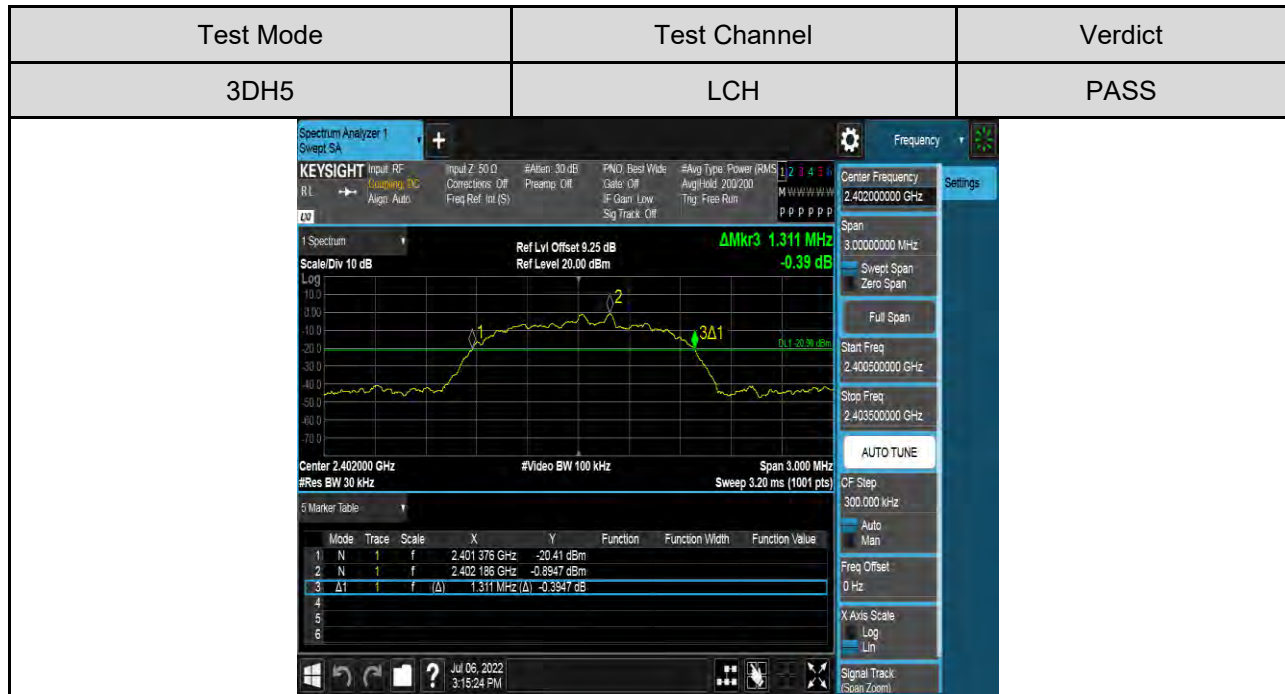 Test Mode Test Channel Verdict
3DH5 LCH PASS
Spectrum Analyzer 1
Swept SA
+
Frequency
KEYSIGHT Input: RF Input Z: 50 Ω #Atten: 30 dB PNO: Best Wide #Avg Type: Power (RMS 1 2 3 4 5 6
RL Coupling: DC Corrections: Off Preamp: Off Gate: Off Avg|Hold: 200/200 M W W W W W
Align: Auto Freq Ref: Int (S) IF Gain: Low Trig: Free Run
Sig Track: Off P P P P P P
LXI
1 Spectrum
Ref Lvl Offset 9.25 dB ΔMkr3 1.311 MHz
Scale/Div 10 dB Ref Level 20.00 dBm -0.39 dB
Log
10.0
0.00
-10.0
-20.0
-30.0
-40.0
-50.0
-60.0
-70.0
1
2
3Δ1
DL1 -20.89 dBm
Center 2.402000 GHz #Video BW 100 kHz Span 3.000 MHz
#Res BW 30 kHz Sweep 3.20 ms (1001 pts)
5 Marker Table
Mode Trace Scale X Y Function Function Width Function Value
1 N 1 f 2.401 376 GHz -20.41 dBm
2 N 1 f 2.402 186 GHz -0.8947 dBm
3 Δ1 1 f (Δ) 1.311 MHz (Δ) -0.3947 dB
4
5
6
?
Jul 06, 2022
3:15:24 PM
Center Frequency
2.402000000 GHz
Settings
Span
3.00000000 MHz
Swept Span
Zero Span
Full Span
Start Freq
2.400500000 GHz
Stop Freq
2.403500000 GHz
AUTO TUNE
CF Step
300.000 kHz
Auto
Man
Freq Offset
0 Hz
X Axis Scale
Log
Lin
Signal Track
(Span Zoom)